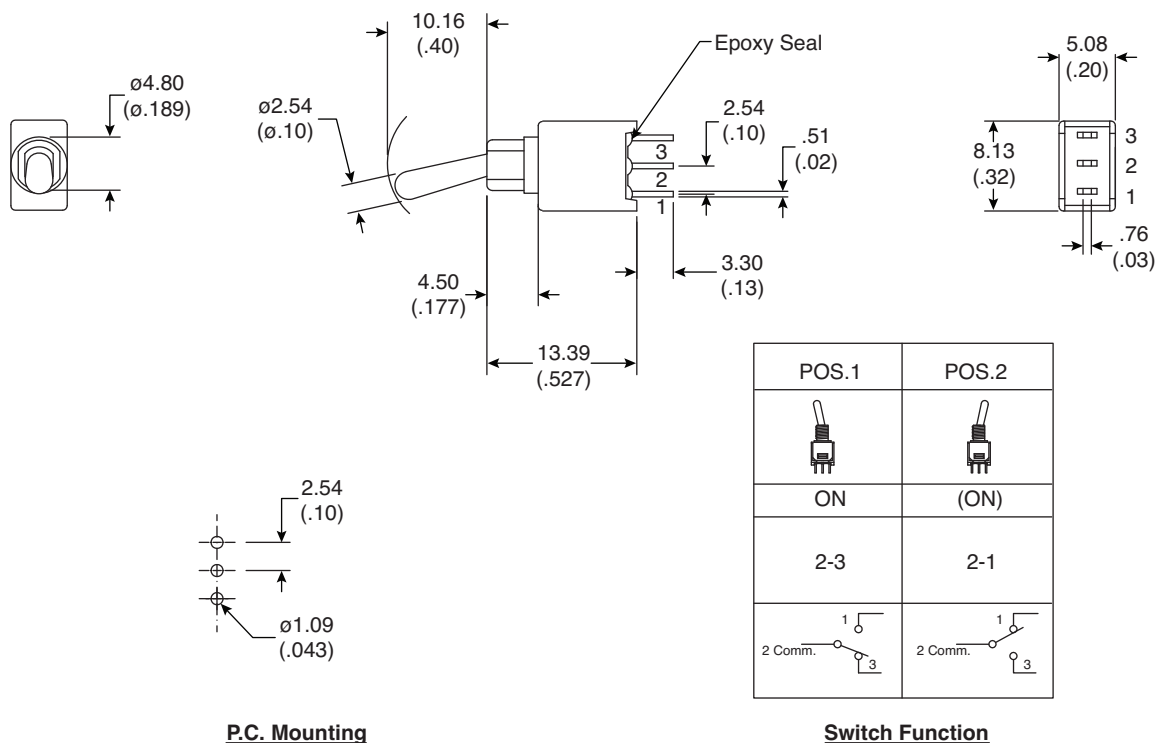 10.16
(.40)
Epoxy Seal
5.08
(.20)
ø4.80
(ø.189)
ø2.54
(ø.10)
2.54
(.10)
.51
(.02)
3
2
1
8.13
(.32)
3
2
1
.76
(.03)
4.50
(.177)
3.30
(.13)
13.39
(.527)
POS.1 POS.2
ON (ON)
2-3 2-1
1
2 Comm.
3
1
2 Comm.
3
2.54
(.10)
ø1.09
(.043)
P.C. Mounting
Switch Function